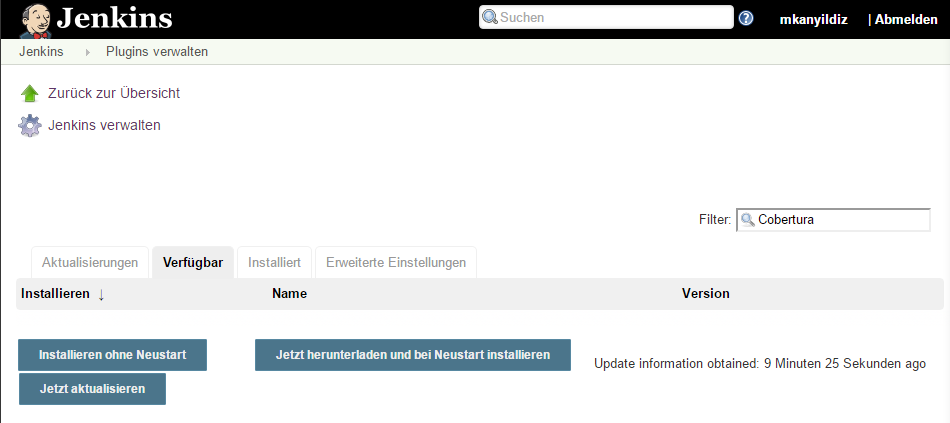 Jenkins
Suchen
mkanyildiz | Abmelden
Jenkins Plugins verwalten
Zurück zur Übersicht
Jenkins verwalten
Filter: Cobertura
Aktualisierungen Verfügbar Installiert Erweiterte Einstellungen
Installieren ↓ Name Version
Installieren ohne Neustart Jetzt herunterladen und bei Neustart installieren Update information obtained: 9 Minuten 25 Sekunden ago
Jetzt aktualisieren